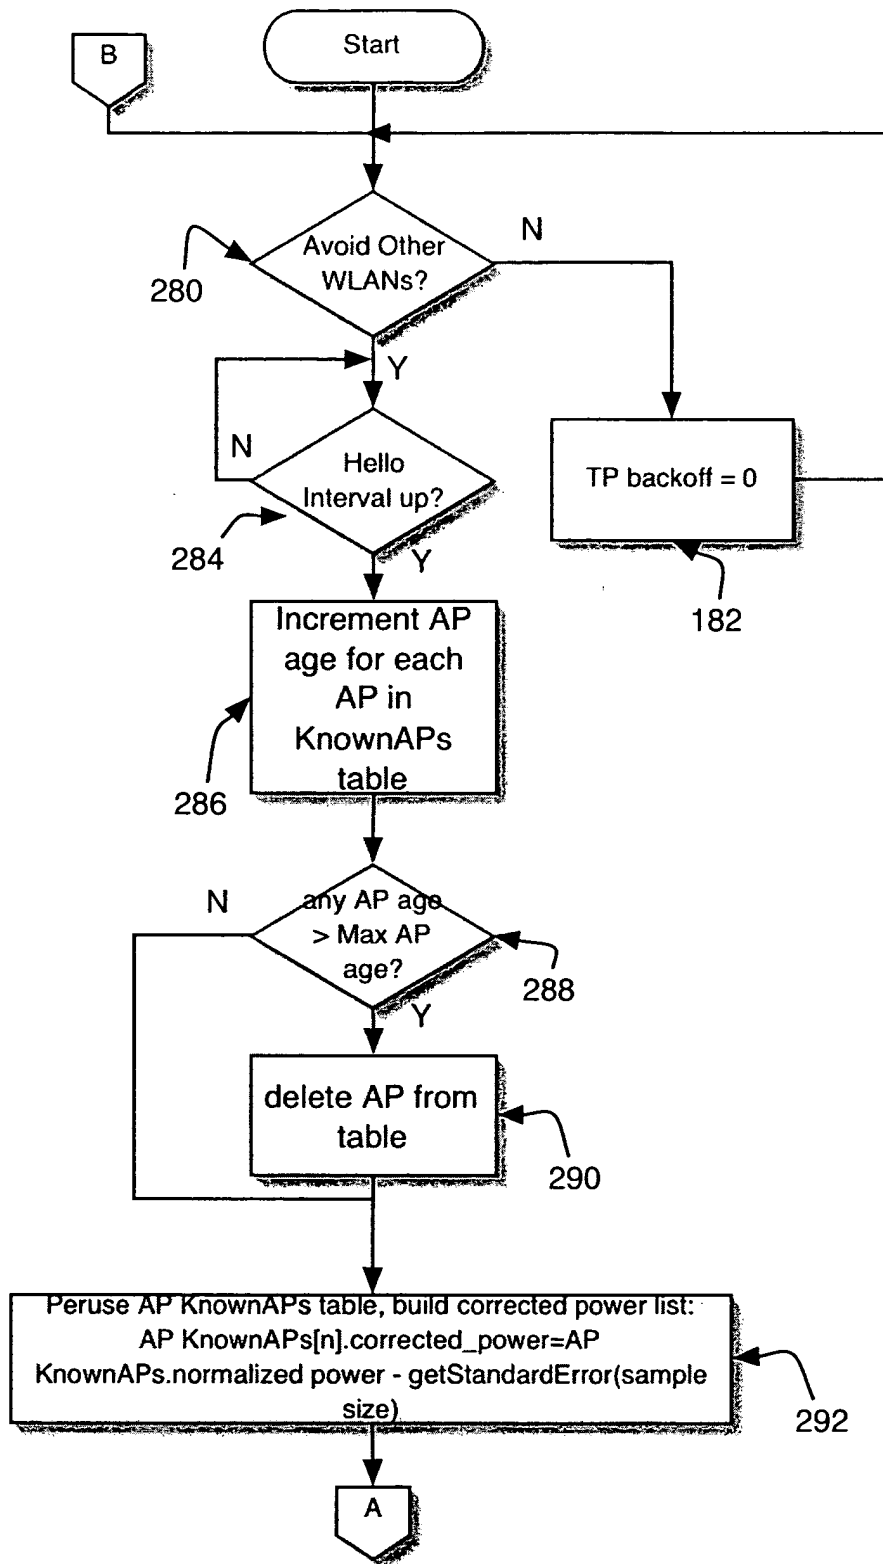 B
Start
Avoid Other
WLANs?
N
280
Y
N
Hello
Interval up?
TP backoff = 0
284
Y
182
Increment AP
age for each
AP in
KnownAPs
table
286
N
any AP age
> Max AP
age?
288
Y
delete AP from
table
290
Peruse AP KnownAPs table, build corrected power list:
AP KnownAPs[n].corrected_power=AP
KnownAPs.normalized power - getStandardError(sample
size)
292
A